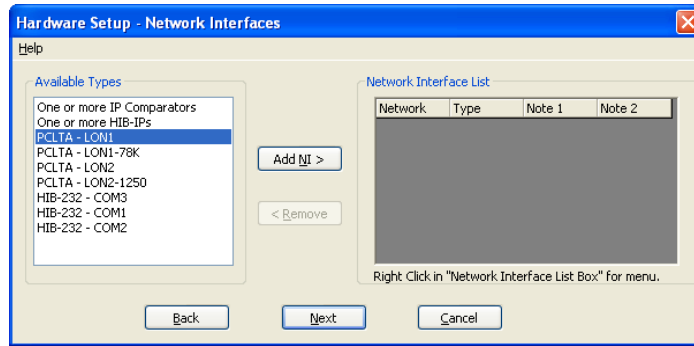 Hardware Setup - Network Interfaces
Help
Available Types
One or more IP Comparators
One or more HIB-IPs
PCLTA - LON1
PCLTA - LON1-78K
PCLTA - LON2
PCLTA - LON2-1250
HIB-232 - COM3
HIB-232 - COM1
HIB-232 - COM2
Add NI >
< Remove
Network Interface List
Network Type Note 1 Note 2
Right Click in "Network Interface List Box" for menu.
Back Next Cancel